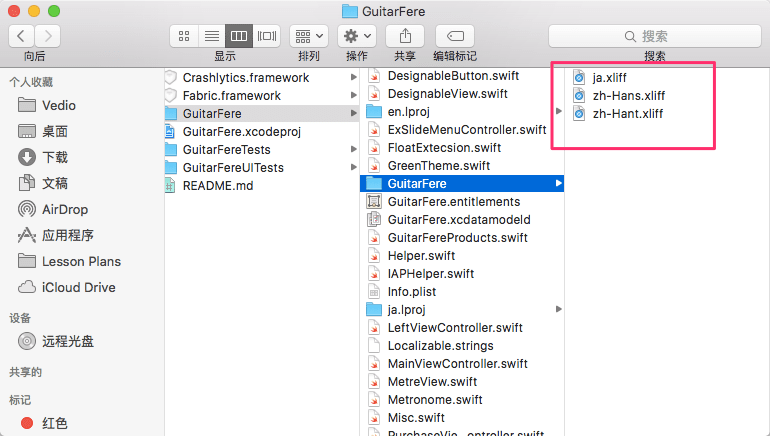 GuitarFere
向后
显示
排列
操作
共享
编辑标记
搜索
搜索
个人收藏
Vedio
桌面
下载
文稿
AirDrop
应用程序
Lesson Plans
iCloud Drive
设备
远程光盘
共享的
标记
红色
Crashlytics.framework
Fabric.framework
GuitarFere
GuitarFere.xcodeproj
GuitarFereTests
GuitarFereUITests
README.md
DesignableButton.swift
DesignableView.swift
en.lproj
ExSlideMenuController.swift
FloatExtecsion.swift
GreenTheme.swift
GuitarFere
GuitarFere.entitlements
GuitarFere.xcdatamodeld
GuitarFereProducts.swift
Helper.swift
IAPHelper.swift
Info.plist
ja.lproj
LeftViewController.swift
Localizable.strings
MainViewController.swift
MetreView.swift
Metronome.swift
Misc.swift
PurchaseVie...ontroller.swift
ja.xliff
zh-Hans.xliff
zh-Hant.xliff